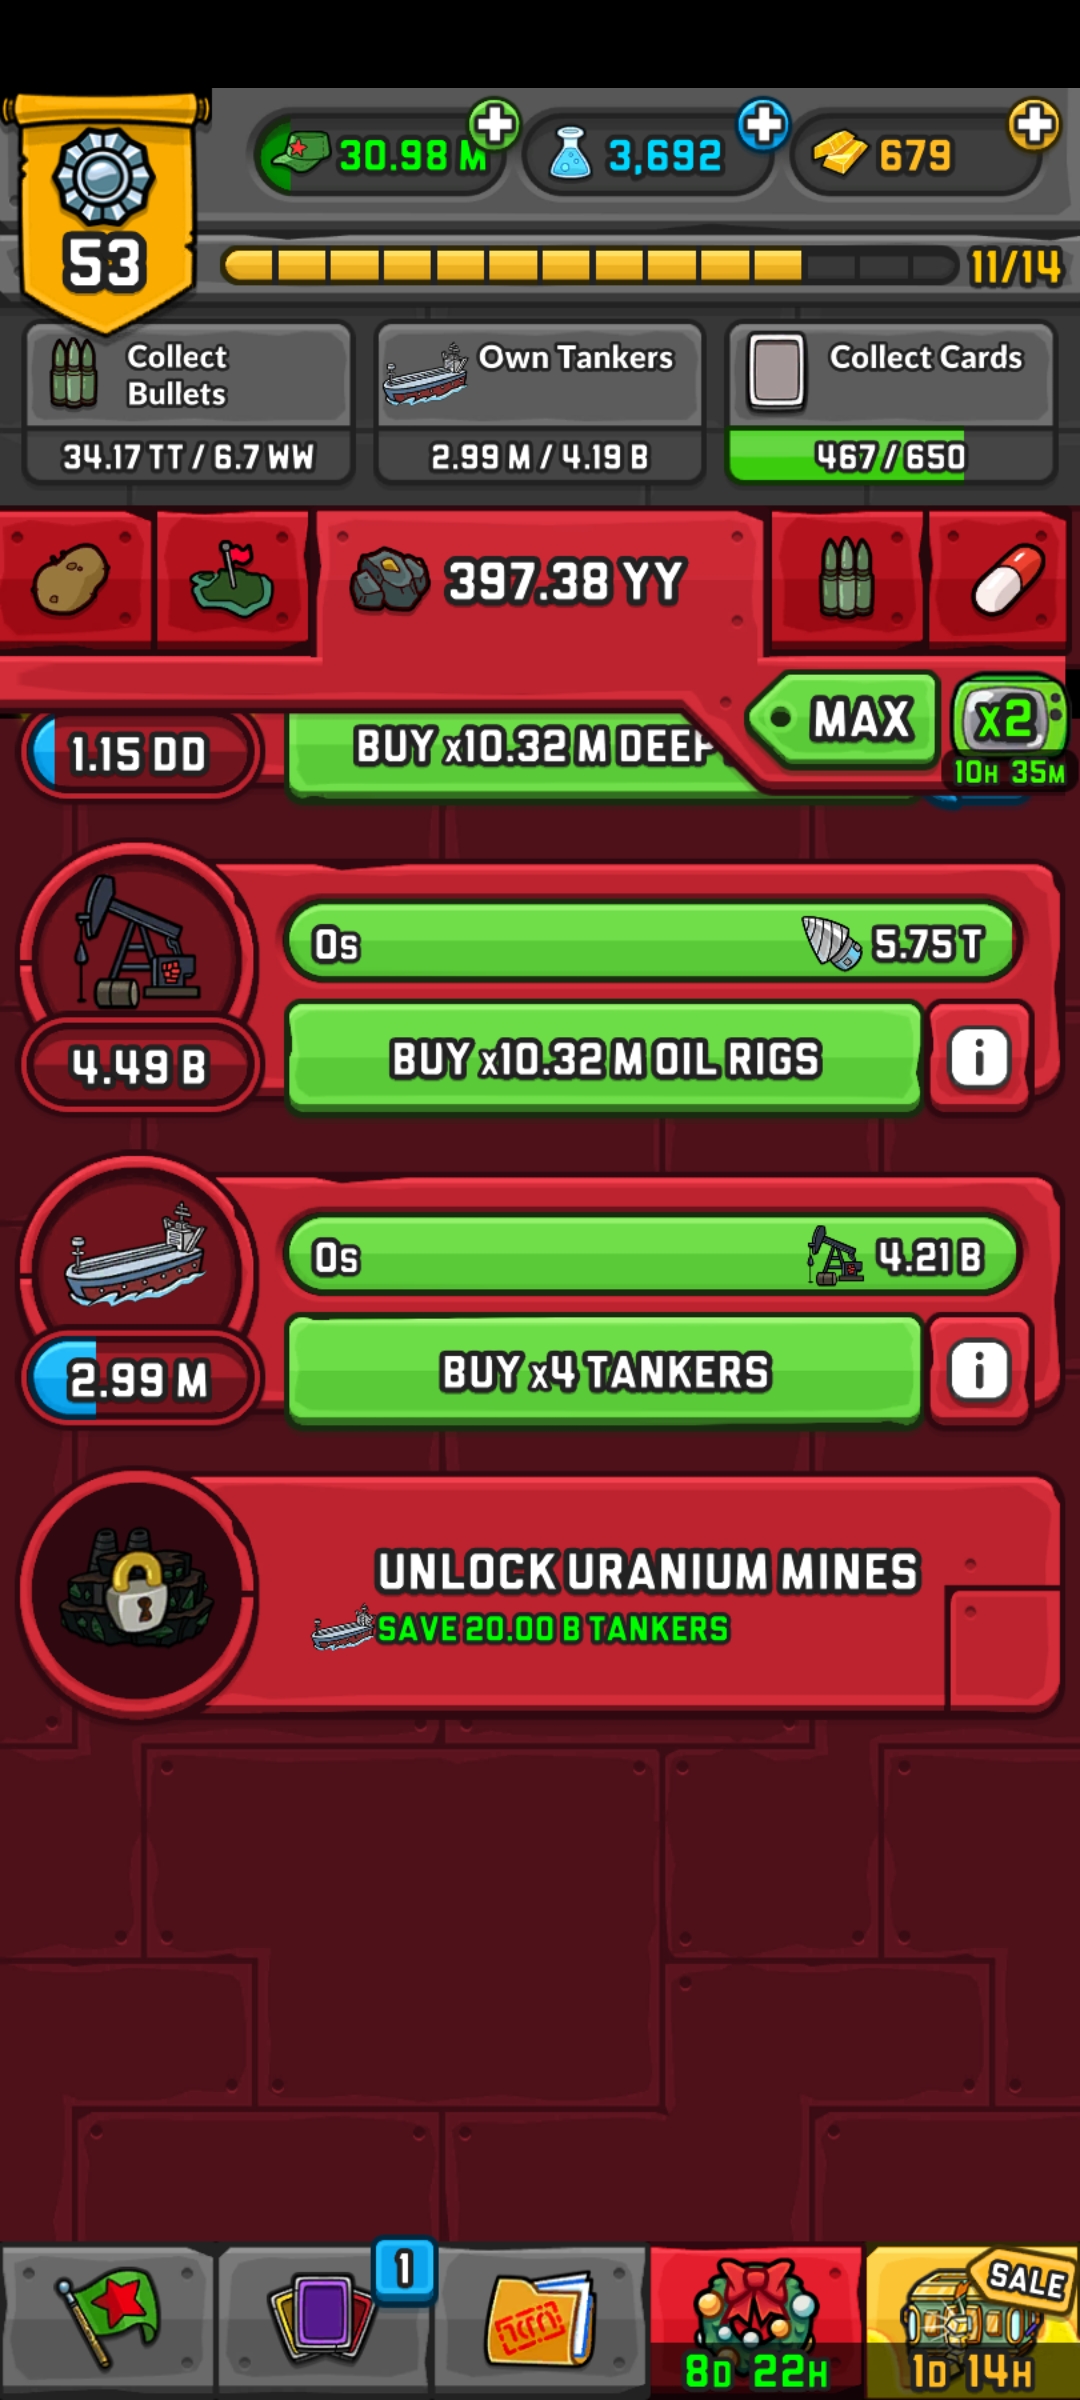 30.98 M
3,692
679
53
11/14
Collect
Bullets
Own Tankers
Collect Cards
34.17 TT / 6.7 WW
2.99 M / 4.19 B
467/650
397.38 YY
MAX
x2
10H 35M
1.15 DD
BUY x10.32 M DEEP
0s
5.75 T
4.49 B
BUY x10.32 M OIL RIGS
i
0s
4.21 B
2.99 M
BUY x4 TANKERS
i
UNLOCK URANIUM MINES
SAVE 20.00 B TANKERS
1
SALE
8D 22H
1D 14H